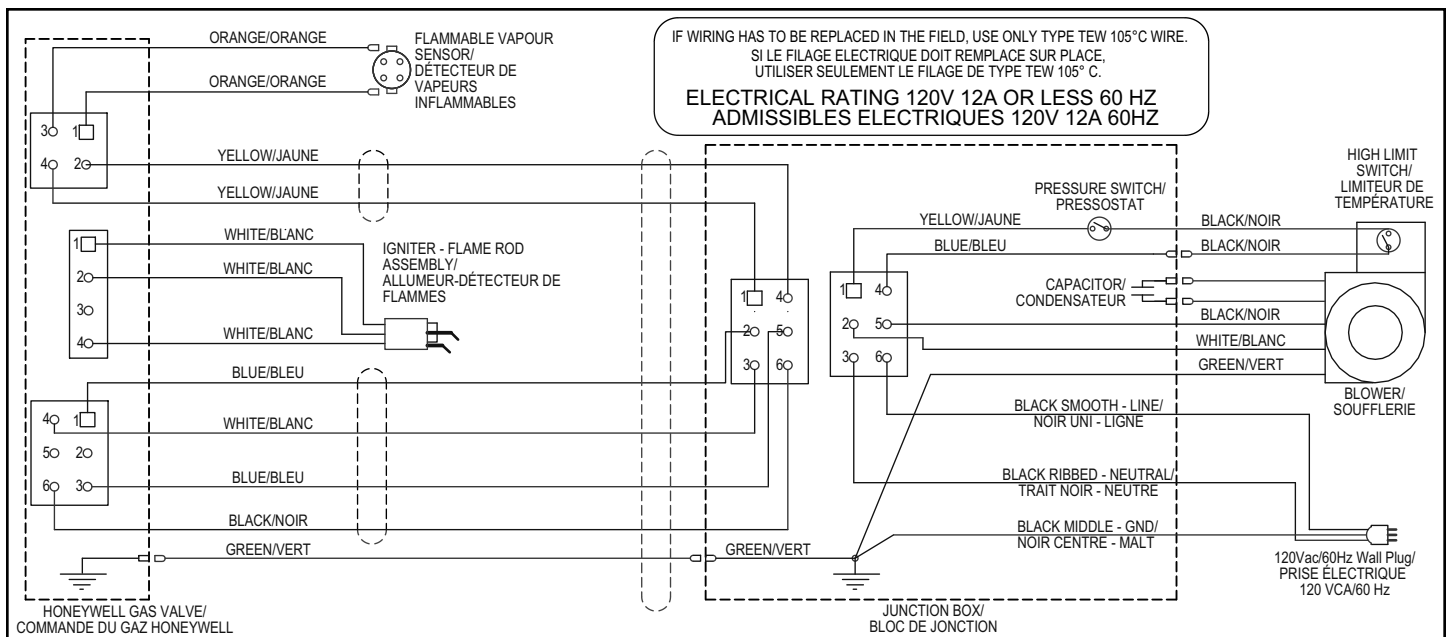 ORANGE/ORANGE
ORANGE/ORANGE
FLAMMABLE VAPOUR
SENSOR/
DÉTECTEUR DE
VAPEURS
INFLAMMABLES
IF WIRING HAS TO BE REPLACED IN THE FIELD, USE ONLY TYPE TEW 105°C WIRE.
SI LE FILAGE ELECTRIQUE DOIT REMPLACE SUR PLACE,
UTILISER SEULEMENT LE FILAGE DE TYPE TEW 105° C.
ELECTRICAL RATING 120V 12A OR LESS 60 HZ
ADMISSIBLES ELECTRIQUES 120V 12A 60HZ
3 1
4 2
YELLOW/JAUNE
YELLOW/JAUNE
1
2
3
4
WHITE/BLANC
WHITE/BLANC
WHITE/BLANC
IGNITER - FLAME ROD
ASSEMBLY/
ALLUMEUR-DÉTECTEUR DE
FLAMMES
4 1
5 2
6 3
BLUE/BLEU
WHITE/BLANC
BLUE/BLEU
BLACK/NOIR
GREEN/VERT
HONEYWELL GAS VALVE/
COMMANDE DU GAZ HONEYWELL
1 4
2 5
3 6
GREEN/VERT
1 4
2 5
3 6
YELLOW/JAUNE
BLUE/BLEU
PRESSURE SWITCH/
PRESSOSTAT
CAPACITOR/
CONDENSATEUR
BLACK/NOIR
BLACK/NOIR
BLACK/NOIR
WHITE/BLANC
GREEN/VERT
HIGH LIMIT
SWITCH/
LIMITEUR DE
TEMPÉRATURE
BLOWER/
SOUFFLERIE
BLACK SMOOTH - LINE/
NOIR UNI - LIGNE
BLACK RIBBED - NEUTRAL/
TRAIT NOIR - NEUTRE
BLACK MIDDLE - GND/
NOIR CENTRE - MALT
120Vac/60Hz Wall Plug/
PRISE ÉLECTRIQUE
120 VCA/60 Hz
JUNCTION BOX/
BLOC DE JONCTION